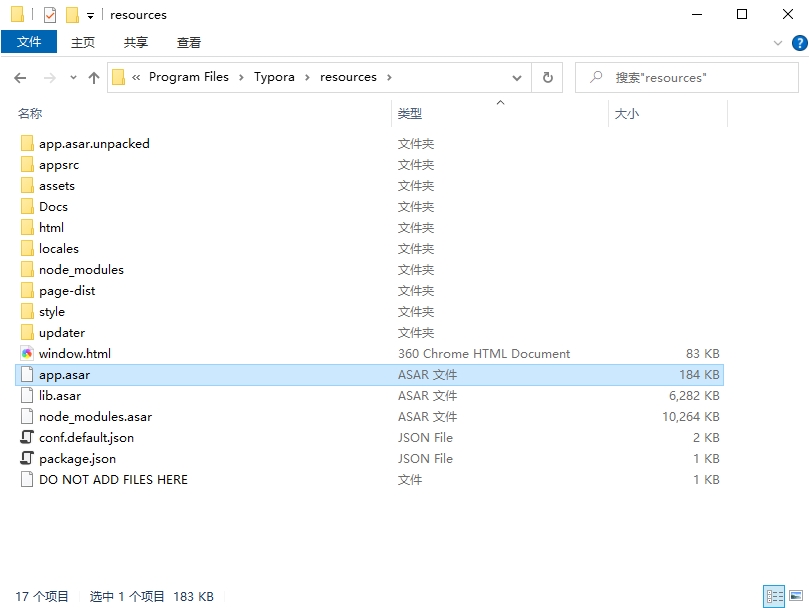 resources
文件 主页 共享 查看
« Program Files › Typora › resources › 搜索"resources"
名称 类型 大小
app.asar.unpacked 文件夹
appsrc 文件夹
assets 文件夹
Docs 文件夹
html 文件夹
locales 文件夹
node_modules 文件夹
page-dist 文件夹
style 文件夹
updater 文件夹
window.html 360 Chrome HTML Document 83 KB
app.asar ASAR 文件 184 KB
lib.asar ASAR 文件 6,282 KB
node_modules.asar ASAR 文件 10,264 KB
conf.default.json JSON File 2 KB
package.json JSON File 1 KB
DO NOT ADD FILES HERE 文件 1 KB
17 个项目 选中 1 个项目 183 KB